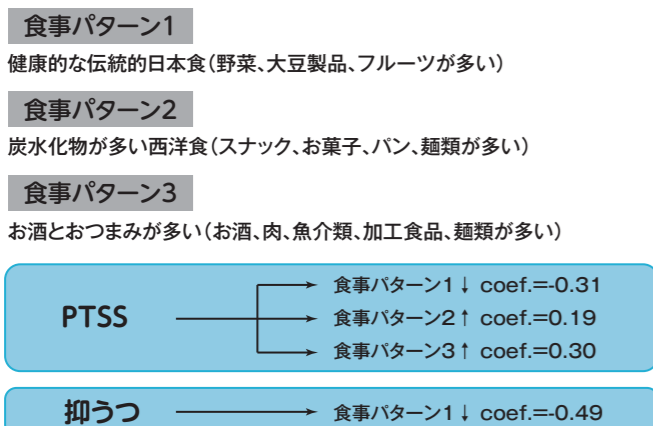 食事パターン1
健康的な伝統的日本食（野菜、大豆製品、フルーツが多い）
食事パターン2
炭水化物が多い西洋食（スナック、お菓子、パン、麺類が多い）
食事パターン3
お酒とおつまみが多い（お酒、肉、魚介類、加工食品、麺類が多い）
食事パターン1↓ coef.=-0.31
PTSS
食事パターン2↑ coef.=0.19
食事パターン3↑ coef.=0.30
抑うつ
食事パターン1↓ coef.=-0.49